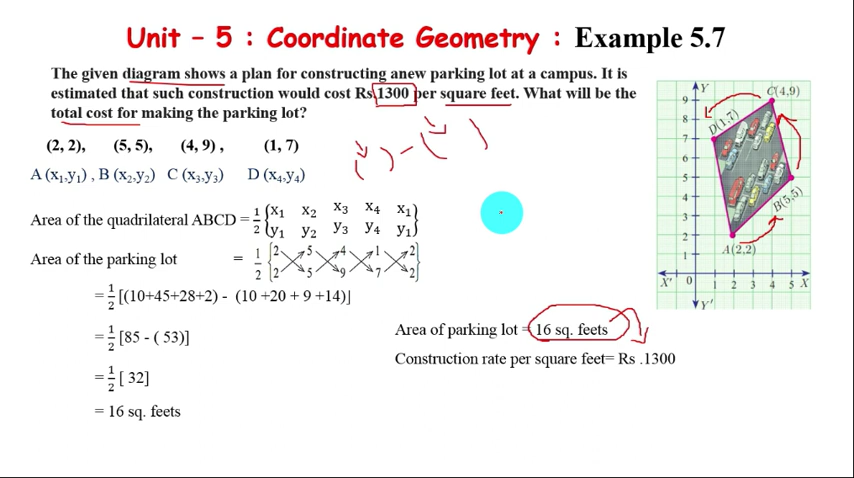 Unit – 5 : Coordinate Geometry : Example 5.7
The given diagram shows a plan for constructing anew parking lot at a campus. It is
estimated that such construction would cost Rs.1300 per square feet. What will be the
total cost for making the parking lot?
(2, 2), (5, 5), (4, 9) , (1, 7)
A (x₁,y₁) , B (x₂,y₂) C (x₃,y₃) D (x₄,y₄)
Area of the quadrilateral ABCD = 1/2 {x₁ x₂ x₃ x₄ x₁}
{y₁ y₂ y₃ y₄ y₁}
Area of the parking lot = 1/2 {2 5 4 1 2}
{2 5 9 7 2}
= 1/2 [(10+45+28+2) - (10 +20 + 9 +14)]
= 1/2 [85 - ( 53)]
= 1/2 [ 32]
= 16 sq. feets
Area of parking lot = 16 sq. feets
Construction rate per square feet= Rs .1300
Y
C(4,9)
9
8
D(1,7)
7
6
5
4
B(5,5)
3
2
A(2,2)
1
X' 0 1 2 3 4 5 X
Y'